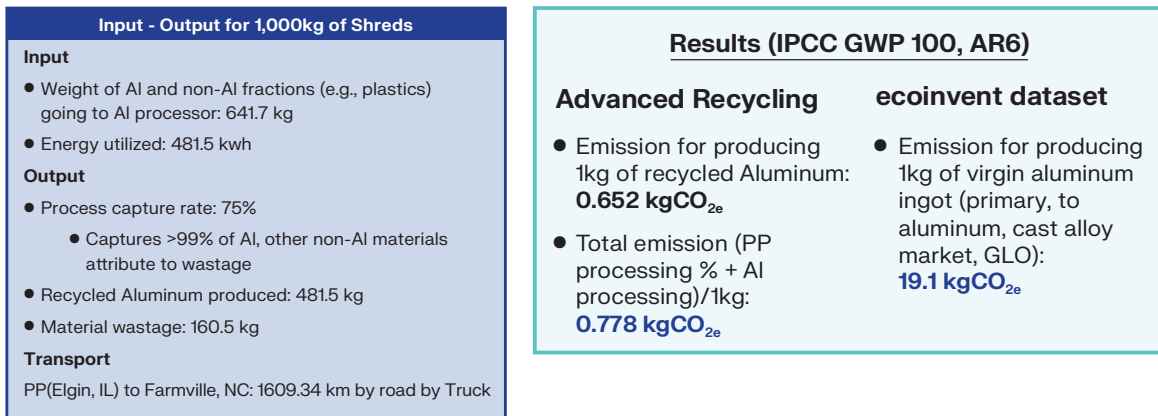 Input - Output for 1,000kg of Shreds
Input
● Weight of Al and non-Al fractions (e.g., plastics)
going to Al processor: 641.7 kg
● Energy utilized: 481.5 kwh
Output
● Process capture rate: 75%
● Captures >99% of Al, other non-Al materials
attribute to wastage
● Recycled Aluminum produced: 481.5 kg
● Material wastage: 160.5 kg
Transport
PP(Elgin, IL) to Farmville, NC: 1609.34 km by road by Truck
Results (IPCC GWP 100, AR6)
Advanced Recycling
● Emission for producing
1kg of recycled Aluminum:
0.652 kgCO2e
● Total emission (PP
processing % + Al
processing)/1kg:
0.778 kgCO2e
ecoinvent dataset
● Emission for producing
1kg of virgin aluminum
ingot (primary, to
aluminum, cast alloy
market, GLO):
19.1 kgCO2e